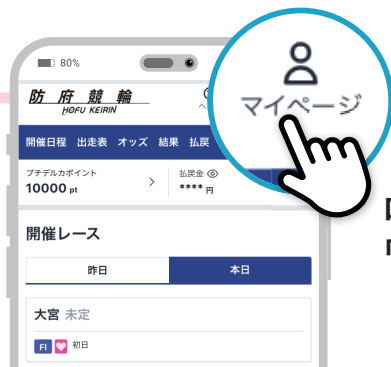 80%
防府競輪
HOFU KEIRIN
マイページ
開催日程 出走表 オッズ 結果 払戻
プチデルカポイント
10000 pt
払戻金
**** 円
開催レース
昨日
本日
大宮 未定
FI
初日